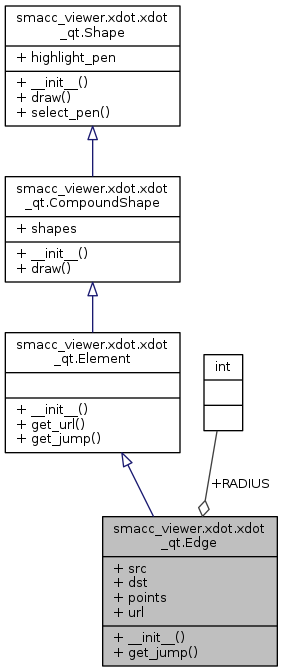 smacc_viewer.xdot.xdot
_qt.Shape
+ highlight_pen
+ __init__()
+ draw()
+ select_pen()
smacc_viewer.xdot.xdot
_qt.CompoundShape
+ shapes
+ __init__()
+ draw()
smacc_viewer.xdot.xdot
_qt.Element
+ __init__()
+ get_url()
+ get_jump()
int
+RADIUS
smacc_viewer.xdot.xdot
_qt.Edge
+ src
+ dst
+ points
+ url
+ __init__()
+ get_jump()